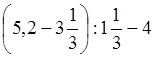 (5,2 − 3 1/3) : 1 1/3 − 4